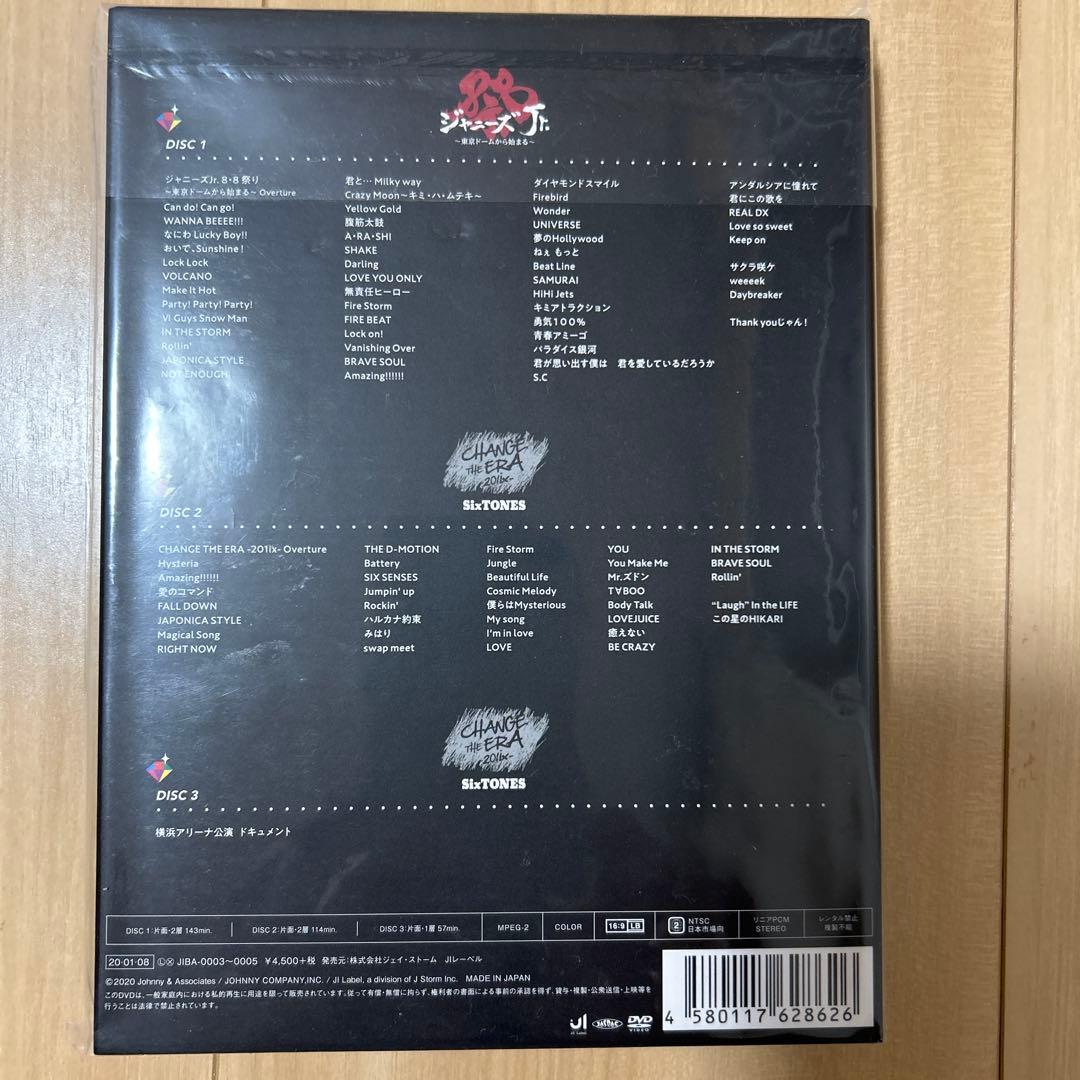 祭
ジャニーズJr.
～東京ドームから始まる～
DISC 1
ジャニーズJr. 8・8 祭り
～東京ドームから始まる～ Overture
Can do! Can go!
WANNA BEEEE!!!
なにわ Lucky Boy!!
おいで、Sunshine!
Lock Lock
VOLCANO
Make It Hot
Party! Party! Party!
VI Guys Snow Man
IN THE STORM
Rollin'
JAPONICA STYLE
NOT ENOUGH
君と… Milky way
Crazy Moon～キミ・ハ・ムテキ～
Yellow Gold
腹筋太鼓
A・RA・SHI
SHAKE
Darling
LOVE YOU ONLY
無責任ヒーロー
Fire Storm
FIRE BEAT
Lock on!
Vanishing Over
BRAVE SOUL
Amazing!!!!!!
ダイヤモンドスマイル
Firebird
Wonder
UNIVERSE
夢のHollywood
ねぇ もっと
Beat Line
SAMURAI
HiHi Jets
キミアトラクション
勇気100%
青春アミーゴ
パラダイス銀河
君が思い出す僕は 君を愛しているだろうか
S.C
アンダルシアに憧れて
君にこの歌を
REAL DX
Love so sweet
Keep on
サクラ咲ケ
weeeek
Daybreaker
Thank youじゃん!
CHANGE
THE ERA
-201ix-
SixTONES
DISC 2
CHANGE THE ERA -201ix- Overture
Hysteria
Amazing!!!!!!
愛のコマンド
FALL DOWN
JAPONICA STYLE
Magical Song
RIGHT NOW
THE D-MOTION
Battery
SIX SENSES
Jumpin' up
Rockin'
ハルカナ約束
みはり
swap meet
Fire Storm
Jungle
Beautiful Life
Cosmic Melody
僕らはMysterious
My song
I'm in love
LOVE
YOU
You Make Me
Mr.ズドン
T∀BOO
Body Talk
LOVEJUICE
癒えない
BE CRAZY
IN THE STORM
BRAVE SOUL
Rollin'
"Laugh" In the LIFE
この星のHIKARI
CHANGE
THE ERA
-201ix-
SixTONES
DISC 3
横浜アリーナ公演 ドキュメント
DISC 1：片面・2層 143min. DISC 2：片面・2層 114min. DISC 3：片面・1層 57min. MPEG-2 COLOR 16:9 LB 2 NTSC 日本市場向 リニアPCM STEREO レンタル禁止 複製不能
20・01・08 Ⓛ Ⓧ JIBA-0003～0005 ¥4,500＋税 発売元：株式会社ジェイ・ストーム JIレーベル
©2020 Johnny & Associates / JOHNNY COMPANY,INC. / JI Label, a division of J Storm Inc. MADE IN JAPAN
このDVDは、一般家庭内における私的再生に用途を限って販売されています。従って有償・無償に拘らず、権利者の書面による事前の承諾を得ず、貸与・複製・公衆送信・上映等を
行うことは法律で禁止されています。
JI Label JASRAC DVD VIDEO
4 580117 628626